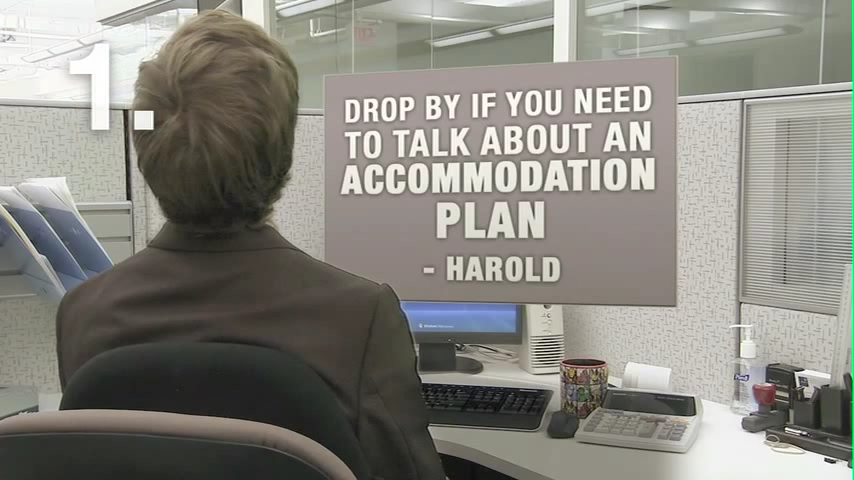 1.
DROP BY IF YOU NEED
TO TALK ABOUT AN
ACCOMMODATION
PLAN
- HAROLD